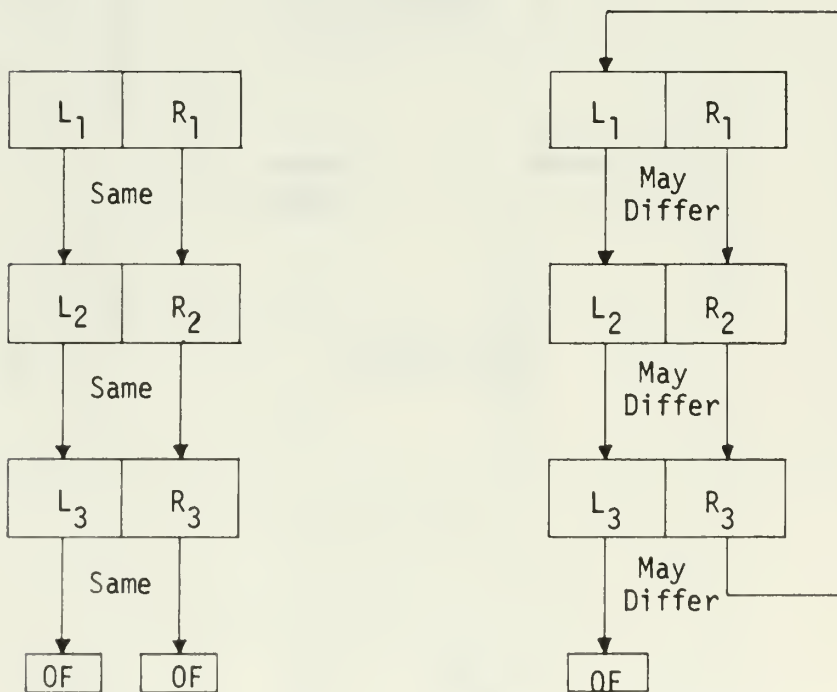 L1 R1
Same
L2 R2
Same
L3 R3
Same
OF OF
L1 R1
May
Differ
L2 R2
May
Differ
L3 R3
May
Differ
OF